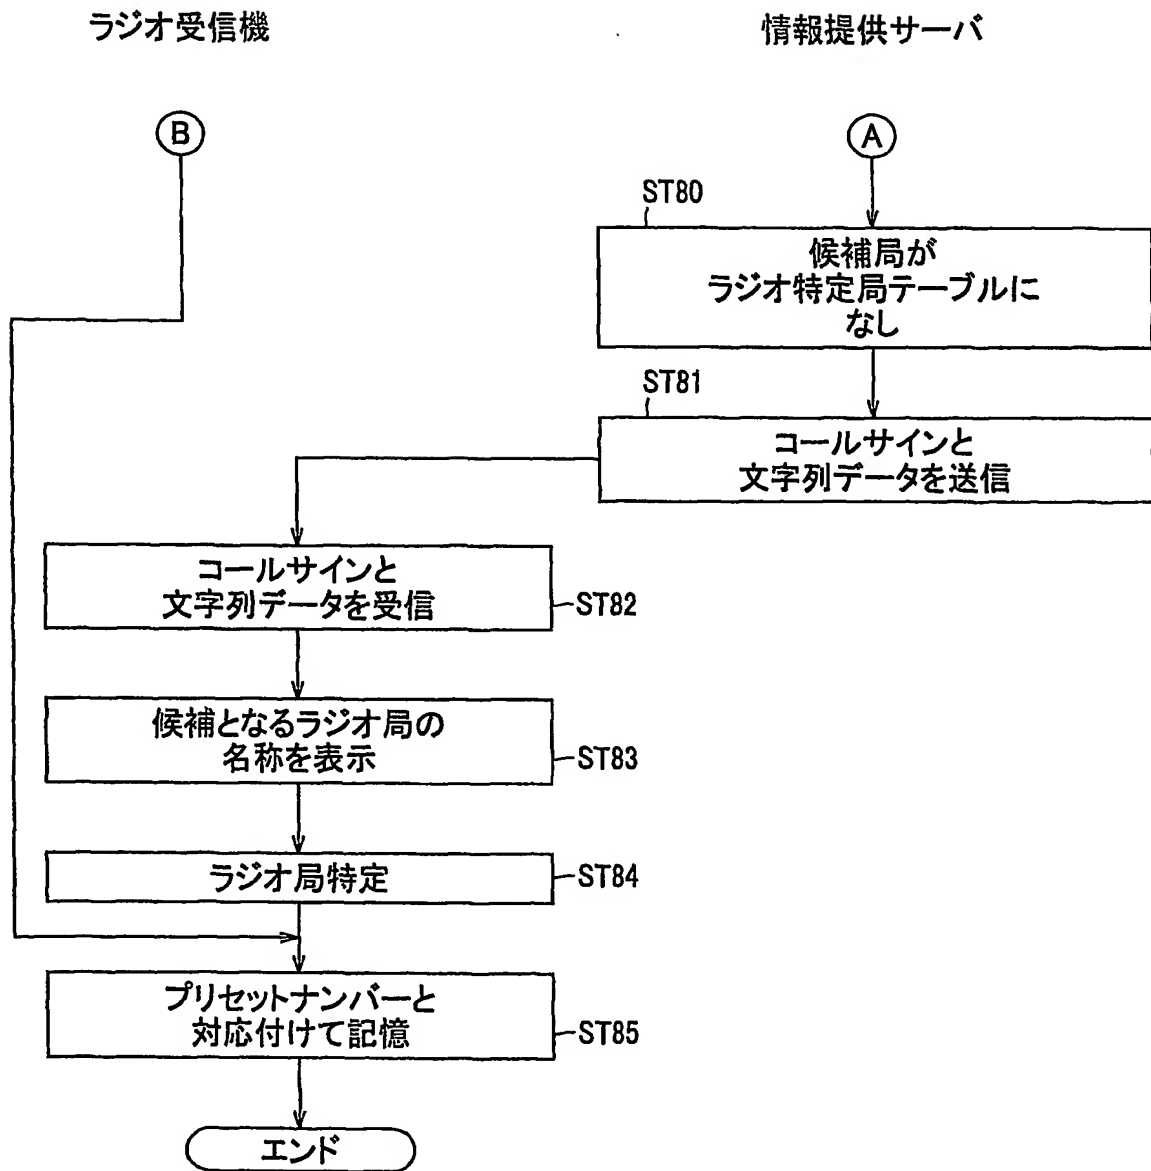 ラジオ受信機
情報提供サーバ
B
A
ST80
候補局が
ラジオ特定局テーブルに
なし
ST81
コールサインと
文字列データを送信
コールサインと
文字列データを受信
ST82
候補となるラジオ局の
名称を表示
ST83
ラジオ局特定
ST84
プリセットナンバーと
対応付けて記憶
ST85
エンド